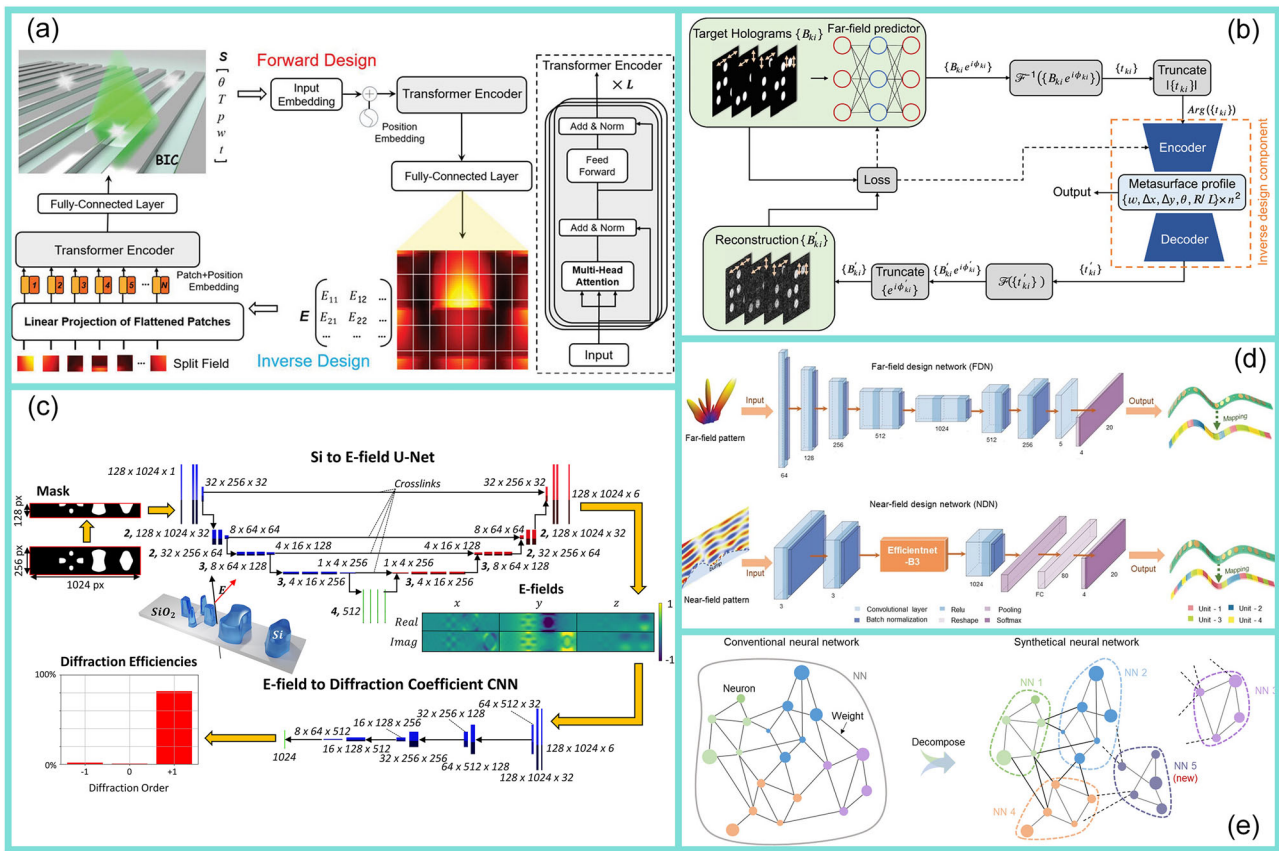 (a)
S
Forward Design
θ
T
p
w
t
BIC
Input
Embedding
Position
Embedding
Transformer Encoder
Fully-Connected Layer
Transformer Encoder
× L
Add & Norm
Feed
Forward
Add & Norm
Multi-Head
Attention
Input
Fully-Connected Layer
Transformer Encoder
Patch+Position
Embedding
1 2 3 4 5 ... N
Linear Projection of Flattened Patches
Split Field
E
E11 E12 ...
E21 E22 ...
... ... ...
Inverse Design
(b)
Target Holograms {B_ki}
Far-field predictor
{B_ki e^iϕ_ki}
ℱ⁻¹({B_ki e^iϕ_ki})
{t_ki}
Truncate
|{t_ki}|
Arg({t_ki})
Encoder
Loss
Output
Metasurface profile
{w, Δx, Δy, θ, R/ L}× n²
Decoder
Inverse design component
Reconstruction {B'_ki}
{B'_ki}
Truncate
{e^iϕ'_ki}
{B'_ki e^iϕ'_ki}
ℱ({t'_ki})
{t'_ki}
(c)
Si to E-field U-Net
128 x 1024 x 1
32 x 256 x 32
32 x 256 x 32
128 x 1024 x 6
Mask
128 px
Crosslinks
2, 128 x 1024 x 32
8 x 64 x 64
8 x 64 x 64
2, 128 x 1024 x 32
256 px
2, 32 x 256 x 64
4 x 16 x 128
4 x 16 x 128
2, 32 x 256 x 64
3, 8 x 64 x 128
1 x 4 x 256
1 x 4 x 256
3, 8 x 64 x 128
1024 px
3, 4 x 16 x 256
3, 4 x 16 x 256
4, 512
E
SiO2
Si
E-fields
x y z
1
Real
Imag
-1
Diffraction Efficiencies
100%
0%
-1 0 +1
Diffraction Order
E-field to Diffraction Coefficient CNN
64 x 512 x 32
32 x 256 x 128
16 x 128 x 256
8 x 64 x 512
1024
16 x 128 x 512
32 x 256 x 256
64 x 512 x 128
128 x 1024 x 6
128 x 1024 x 32
(d)
Far-field design network (FDN)
Input
Output
Mapping
Far-field pattern
64
128
256
512
1024
512
256
5
4
20
Near-field design network (NDN)
Input
Efficientnet
-B3
Output
Mapping
Near-field pattern
3
3
1024
FC
80
4
20
Convolutional layer
Relu
Pooling
Batch normalization
Reshape
Softmax
Unit - 1
Unit - 2
Unit - 3
Unit - 4
Conventional neural network
Synthetical neural network
NN
Neuron
Weight
Decompose
NN 1
NN 2
NN 3
NN 4
NN 5
(new)
(e)